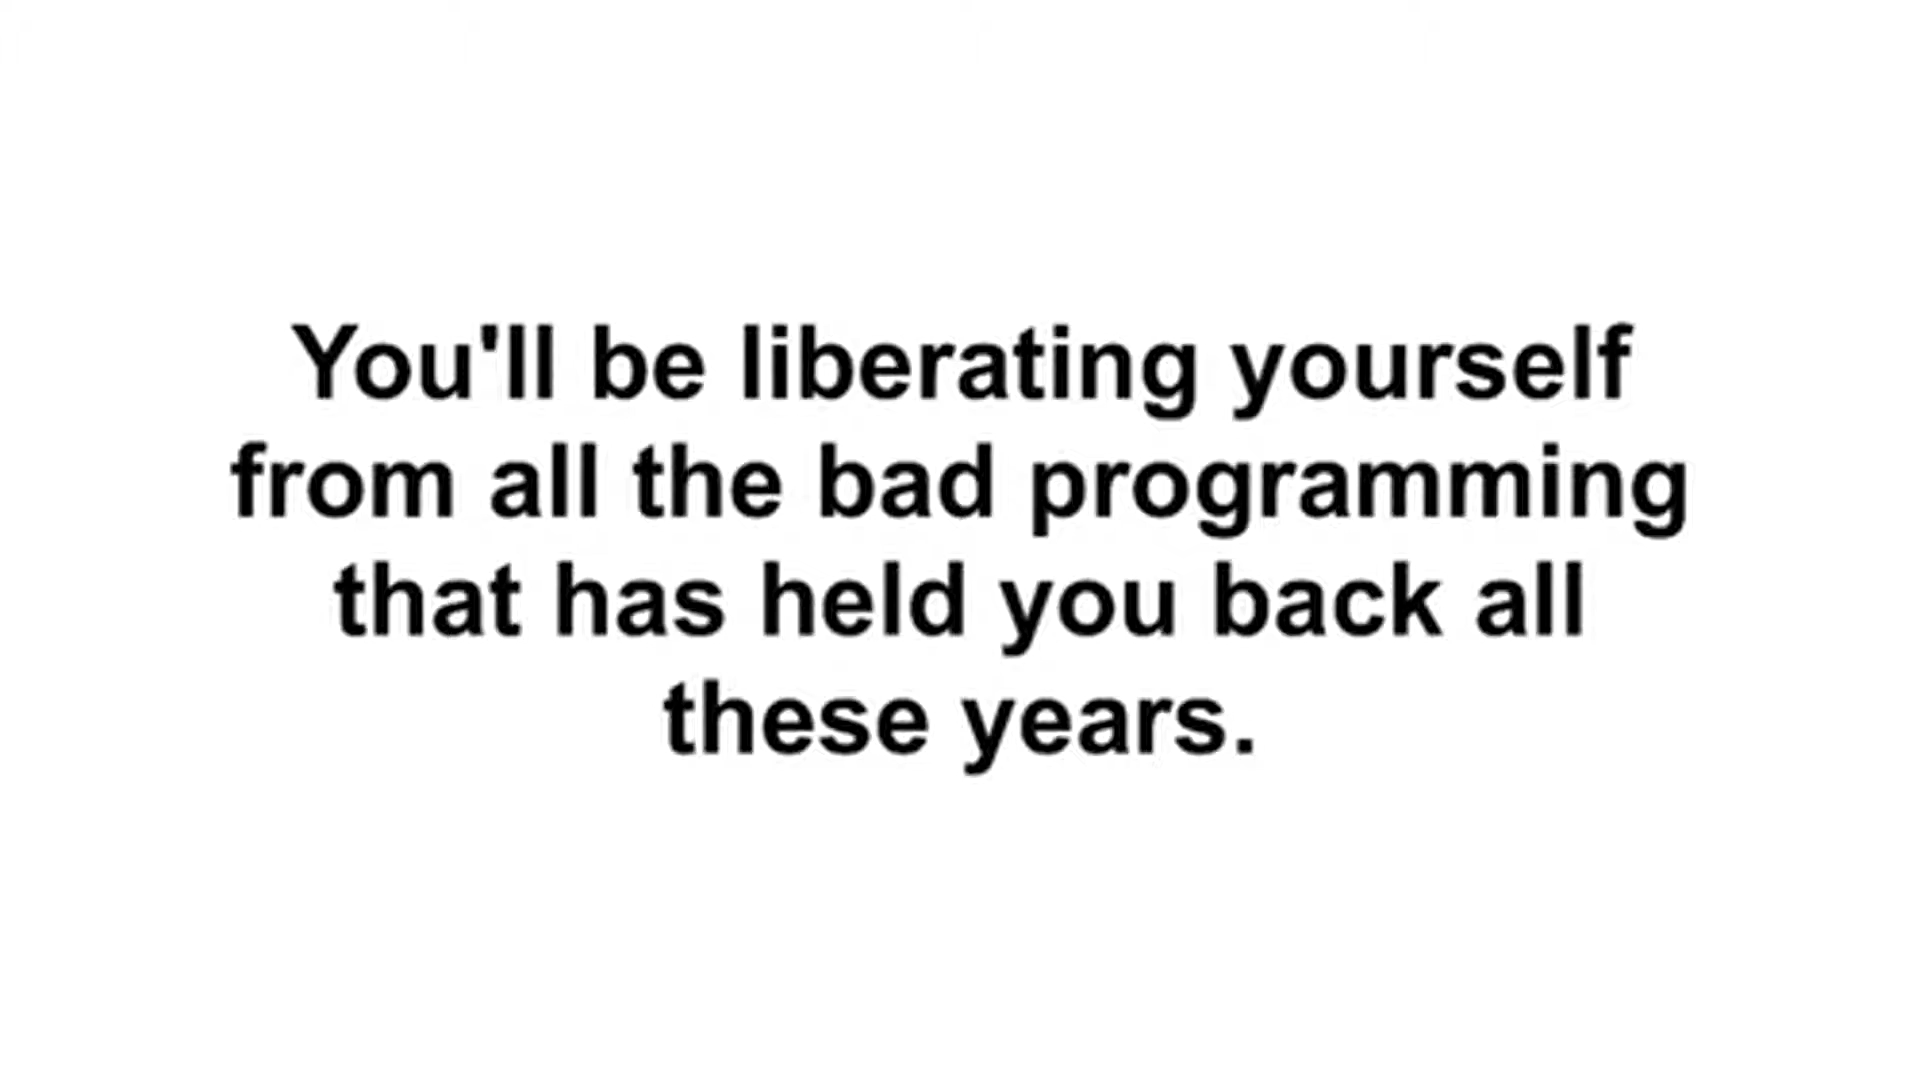 You'll be liberating yourself
from all the bad programming
that has held you back all
these years.